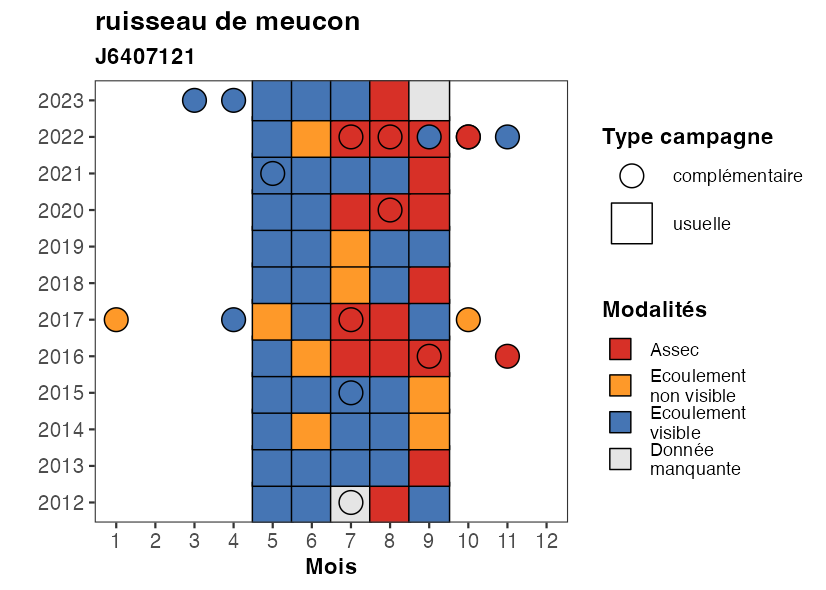 ruisseau de meucon
J6407121
2023
2022
2021
2020
2019
2018
2017
2016
2015
2014
2013
2012
1 2 3 4 5 6 7 8 9 10 11 12
Mois
Type campagne
complémentaire
usuelle
Modalités
Assec
Ecoulement
non visible
Ecoulement
visible
Donnée
manquante